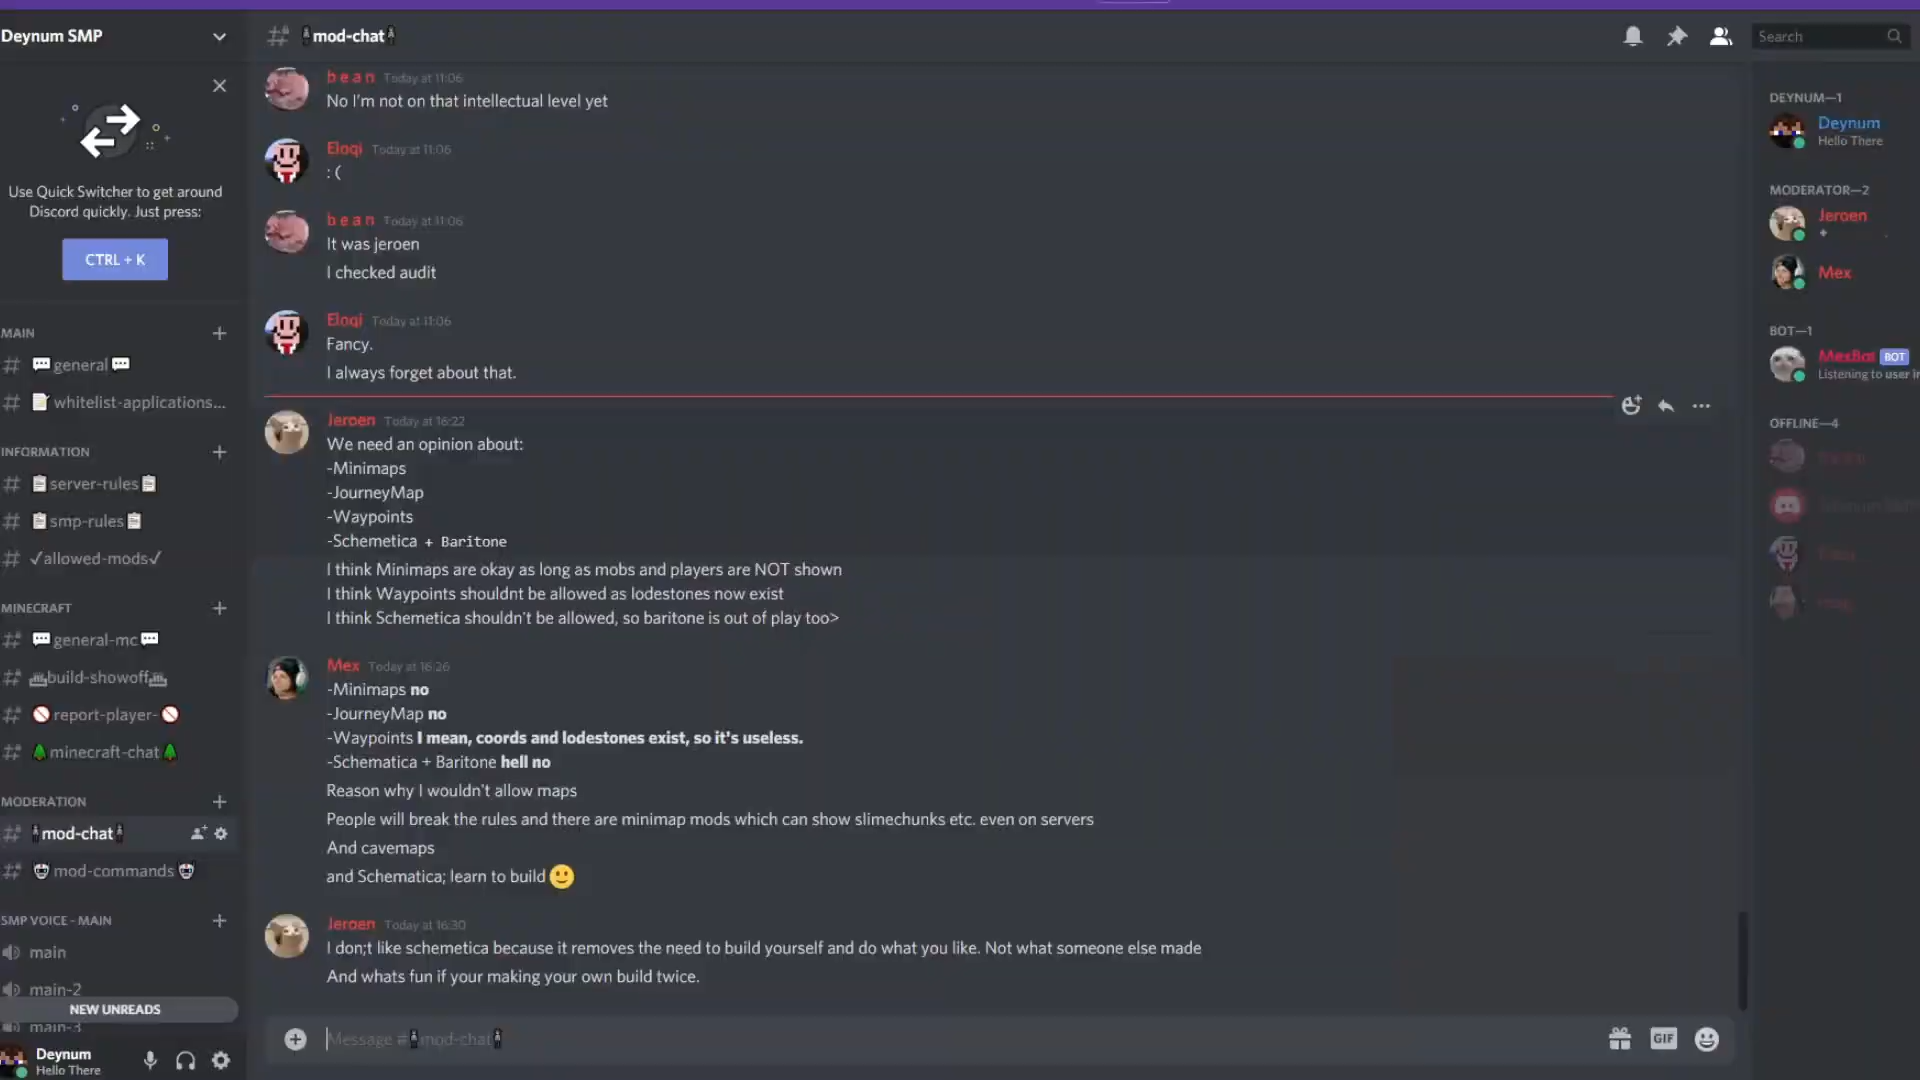 Deynum SMP
Use Quick Switcher to get around
Discord quickly. Just press:
CTRL + K
MAIN
general
whitelist-applications...
INFORMATION
server-rules
smp-rules
✓allowed-mods✓
MINECRAFT
general-mc
build-showoff
report-player-
minecraft-chat
MODERATION
mod-chat
mod-commands
SMP VOICE - MAIN
main
main-2
NEW UNREADS
main-3
Deynum
Hello There
mod-chat
Search
b e a n Today at 11:06
No I'm not on that intellectual level yet
Eloqi Today at 11:06
: (
b e a n Today at 11:06
It was jeroen
I checked audit
Eloqi Today at 11:06
Fancy.
I always forget about that.
Jeroen Today at 16:22
We need an opinion about:
-Minimaps
-JourneyMap
-Waypoints
-Schemetica + Baritone
I think Minimaps are okay as long as mobs and players are NOT shown
I think Waypoints shouldnt be allowed as lodestones now exist
I think Schemetica shouldn't be allowed, so baritone is out of play too>
Mex Today at 16:26
-Minimaps no
-JourneyMap no
-Waypoints I mean, coords and lodestones exist, so it's useless.
-Schematica + Baritone hell no
Reason why I wouldn't allow maps
People will break the rules and there are minimap mods which can show slimechunks etc. even on servers
And cavemaps
and Schematica; learn to build
Jeroen Today at 16:30
I don;t like schemetica because it removes the need to build yourself and do what you like. Not what someone else made
And whats fun if your making your own build twice.
Message #mod-chat
GIF
DEYNUM—1
Deynum
Hello There
MODERATOR—2
Jeroen
Mex
BOT—1
MexBot BOT
Listening to user in
OFFLINE—4